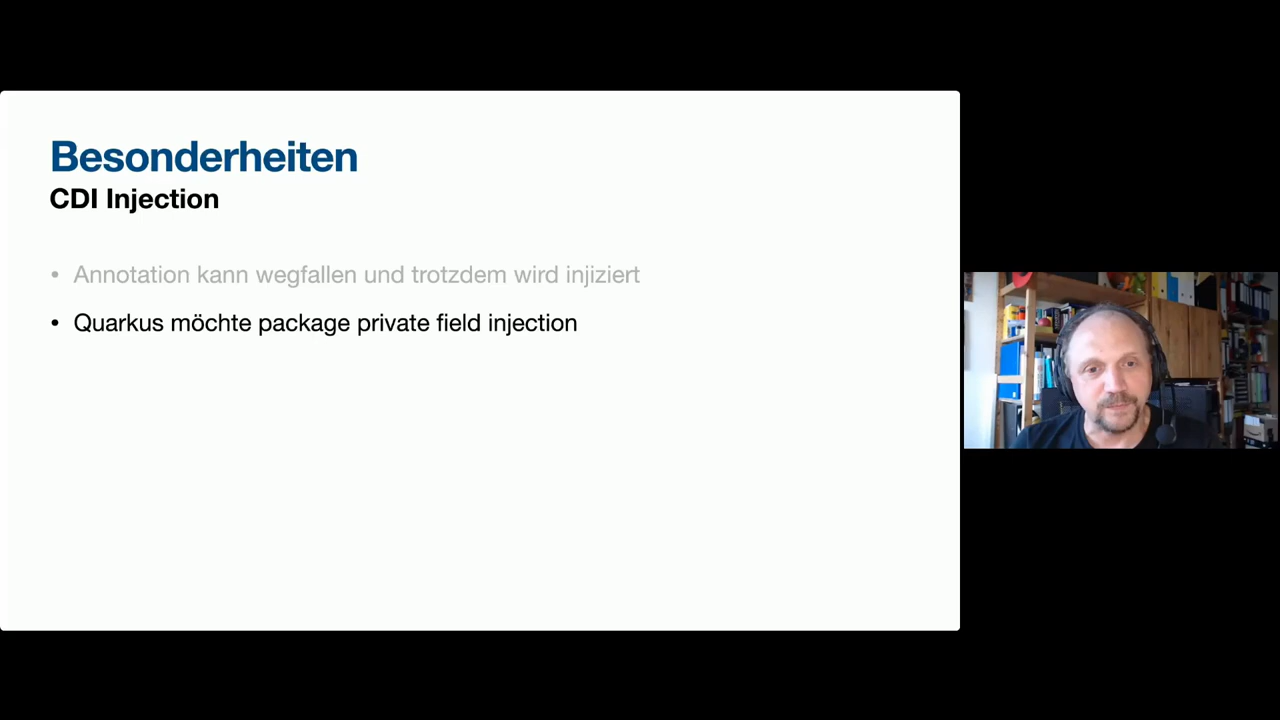 Besonderheiten
CDI Injection
• Annotation kann wegfallen und trotzdem wird injiziert
• Quarkus möchte package private field injection